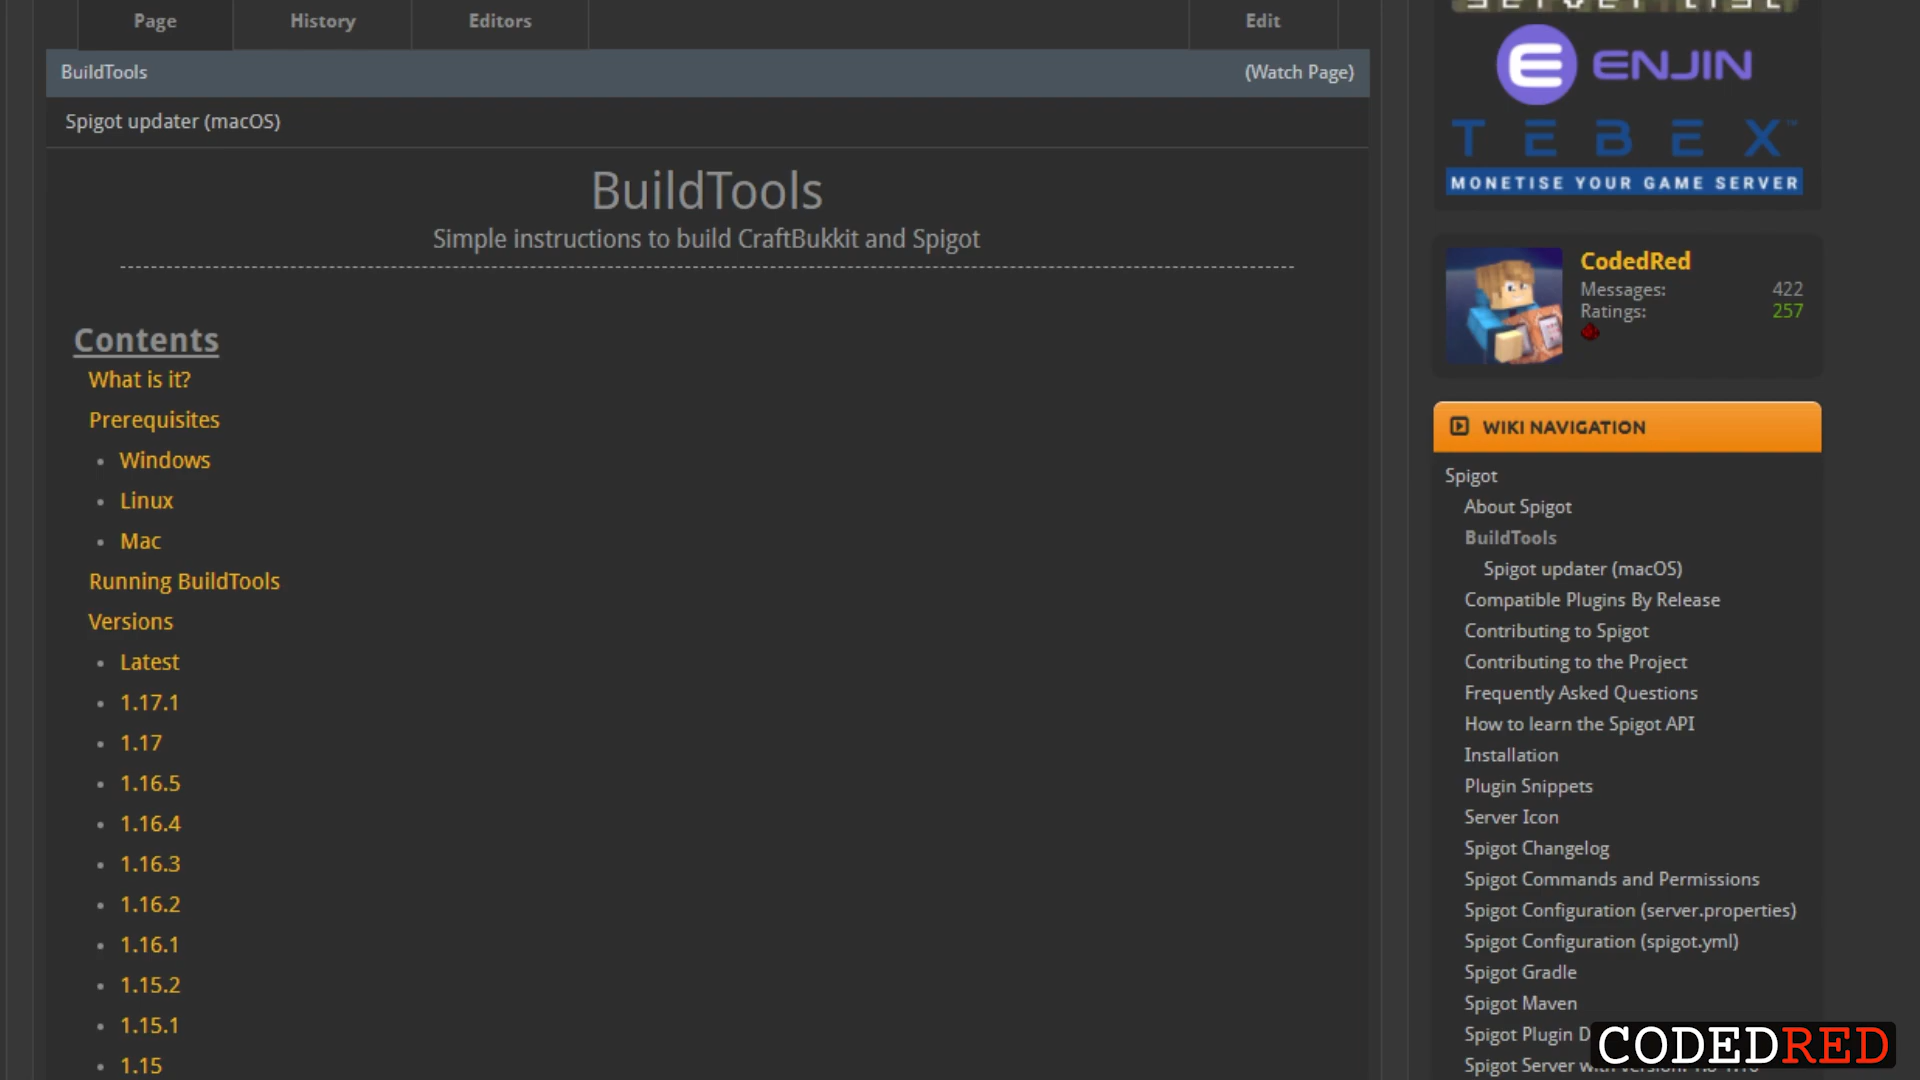 Page
History
Editors
Edit
BuildTools
(Watch Page)
Spigot updater (macOS)
BuildTools
Simple instructions to build CraftBukkit and Spigot
Contents
What is it?
Prerequisites
Windows
Linux
Mac
Running BuildTools
Versions
Latest
1.17.1
1.17
1.16.5
1.16.4
1.16.3
1.16.2
1.16.1
1.15.2
1.15.1
1.15
ENJIN
TEBEX™
MONETISE YOUR GAME SERVER
CodedRed
Messages: 422
Ratings: 257
WIKI NAVIGATION
Spigot
About Spigot
BuildTools
Spigot updater (macOS)
Compatible Plugins By Release
Contributing to Spigot
Contributing to the Project
Frequently Asked Questions
How to learn the Spigot API
Installation
Plugin Snippets
Server Icon
Spigot Changelog
Spigot Commands and Permissions
Spigot Configuration (server.properties)
Spigot Configuration (spigot.yml)
Spigot Gradle
Spigot Maven
Spigot Plugin D
Spigot Server
CODEDRED